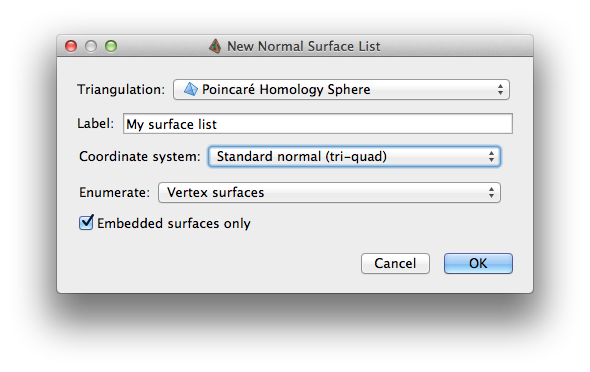 New Normal Surface List
Triangulation: Poincaré Homology Sphere
Label: My surface list
Coordinate system: Standard normal (tri-quad)
Enumerate: Vertex surfaces
Embedded surfaces only
Cancel OK